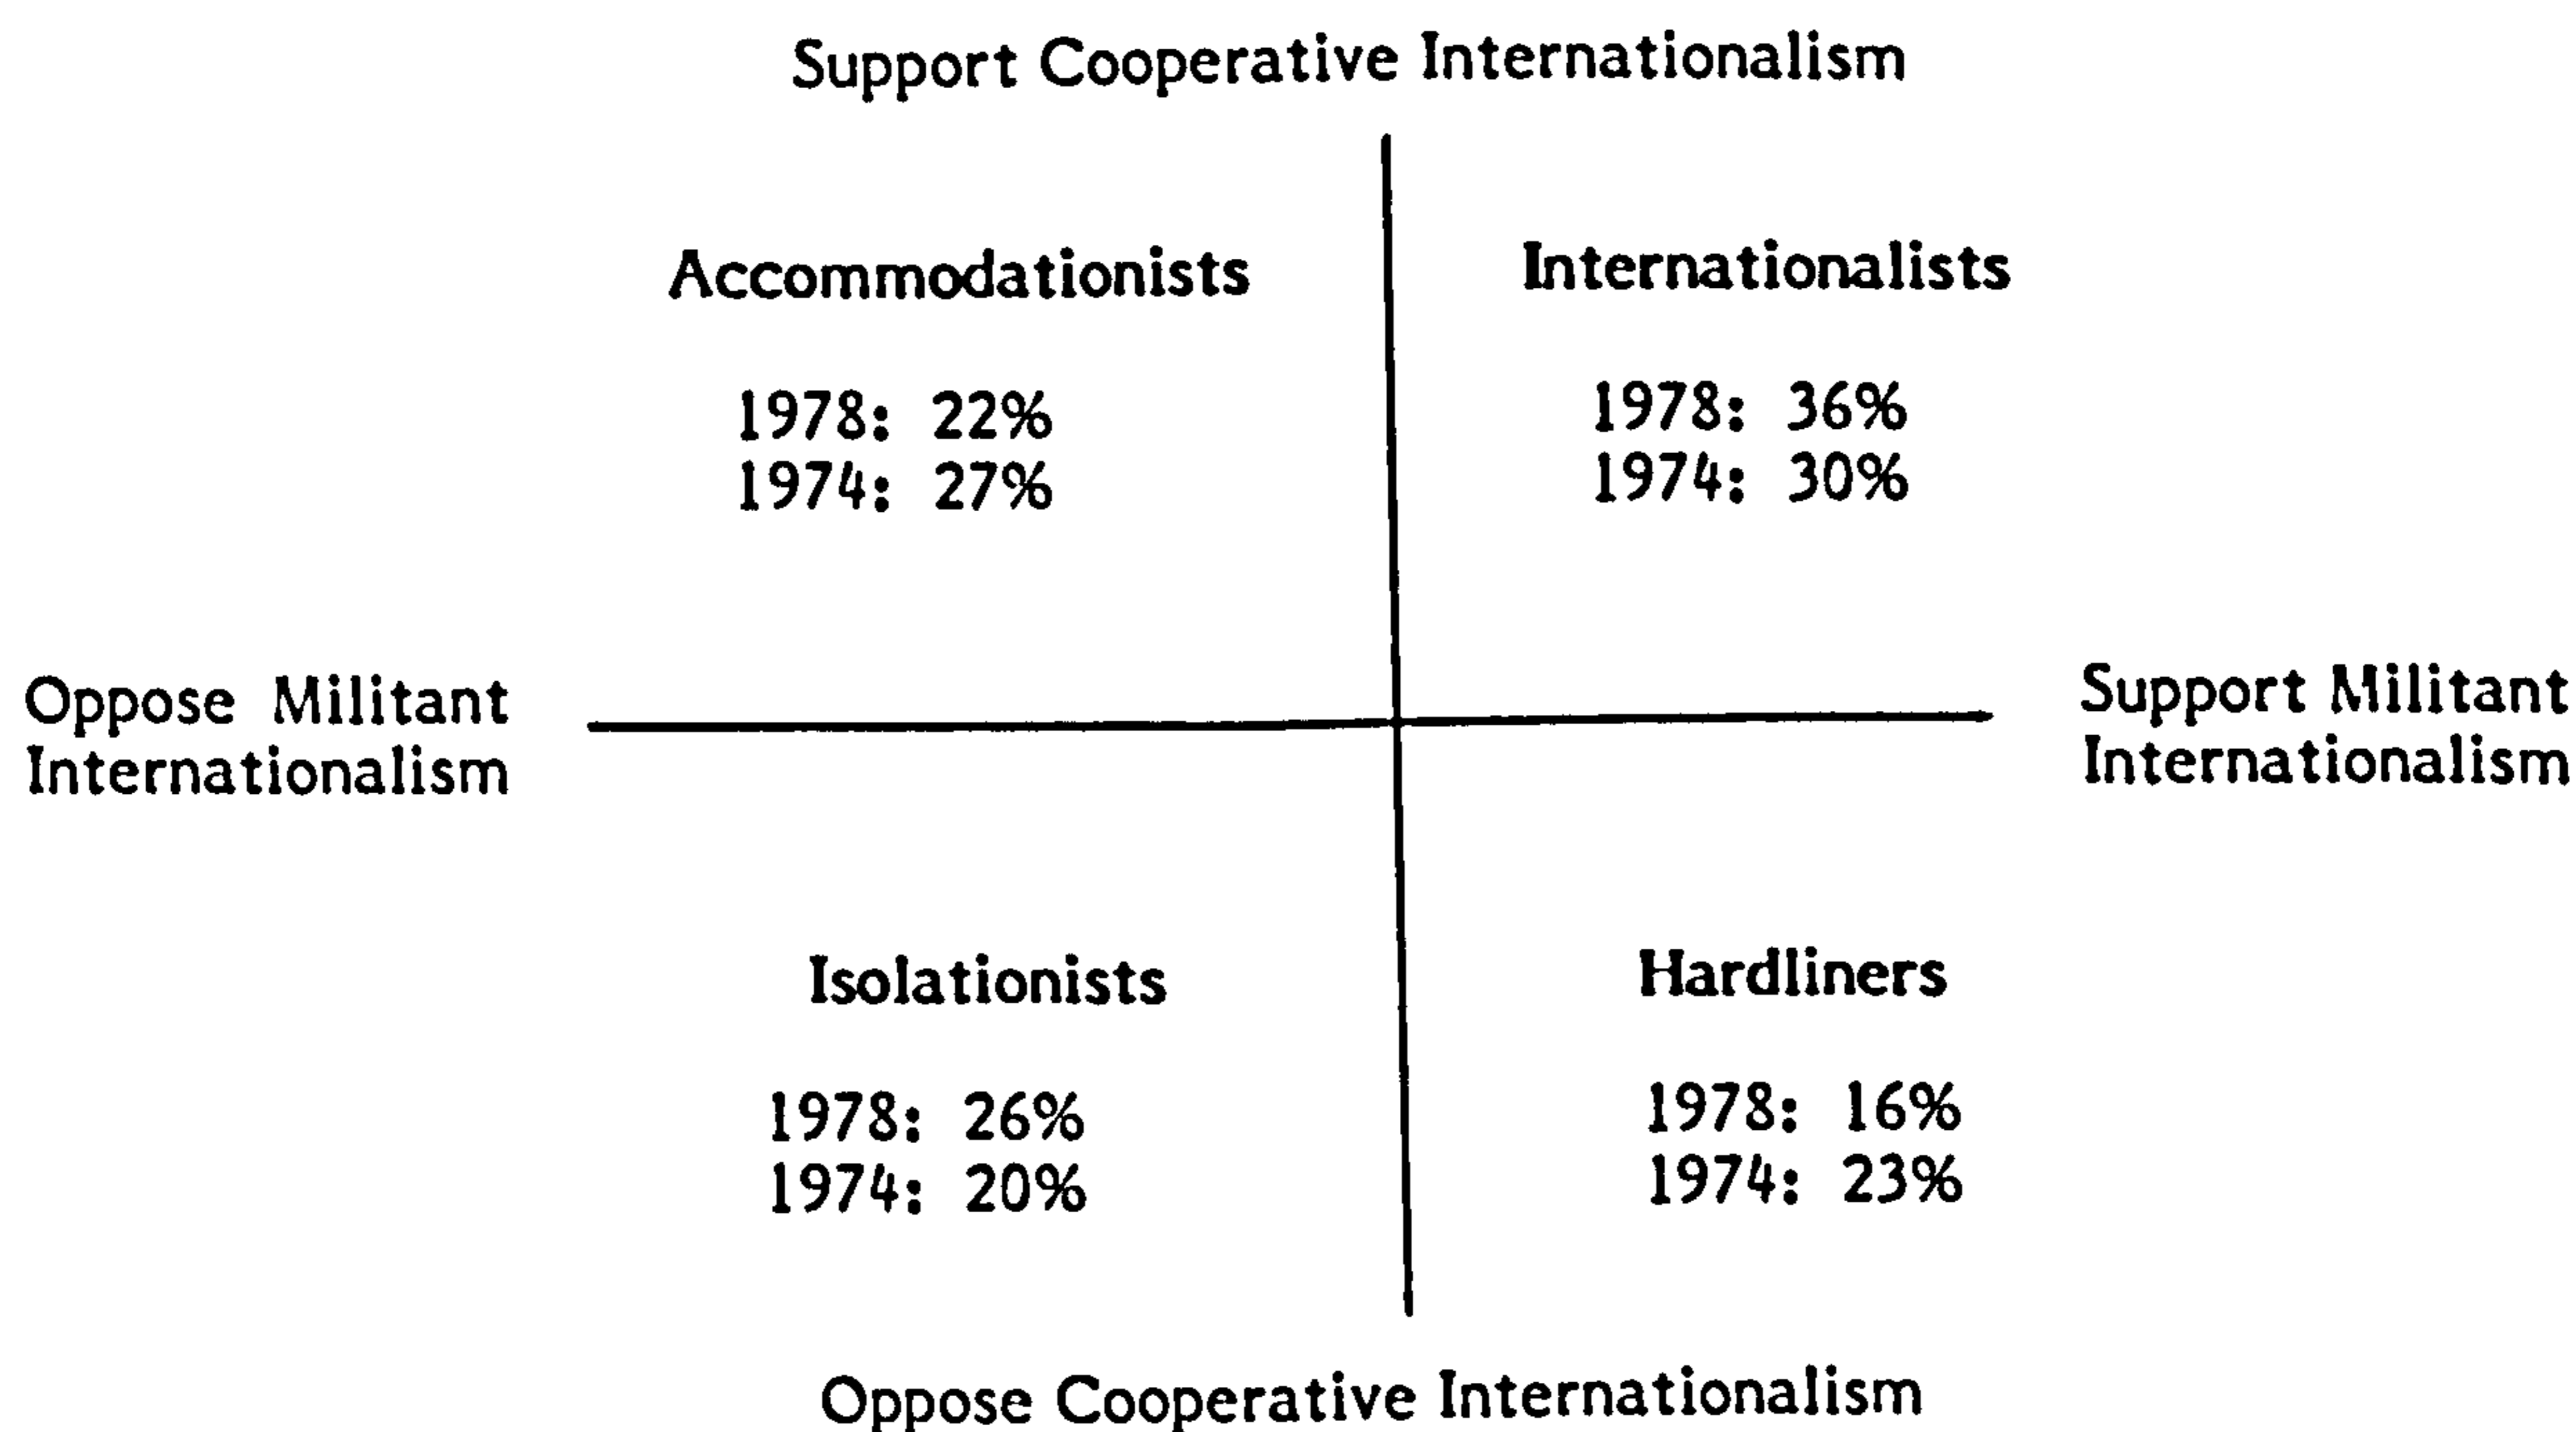 Support Cooperative Internationalism
Accommodationists
1978: 22%
1974: 27%
Internationalists
1978: 36%
1974: 30%
Oppose Militant
Internationalism
Support Militant
Internationalism
Isolationists
1978: 26%
1974: 20%
Hardliners
1978: 16%
1974: 23%
Oppose Cooperative Internationalism